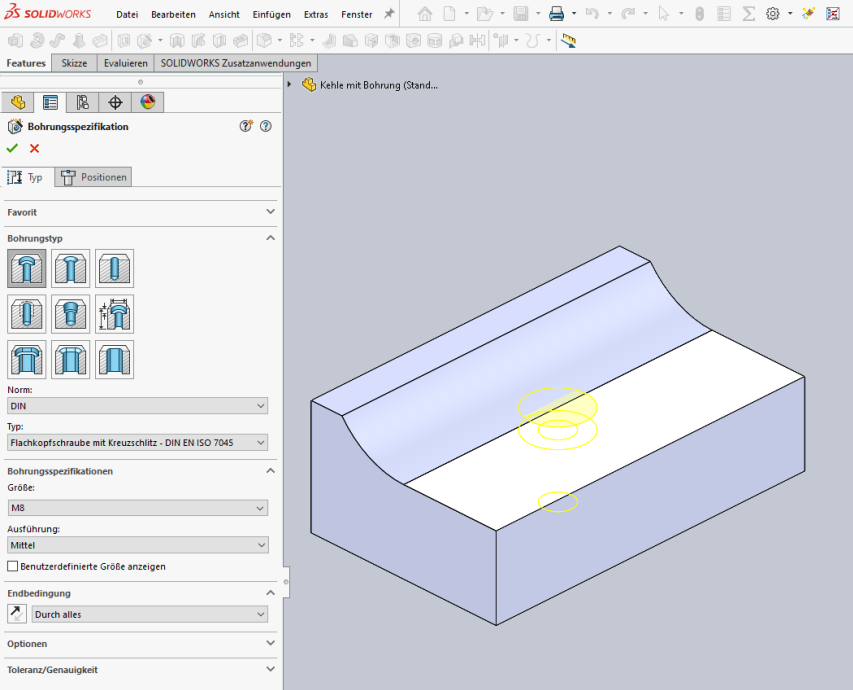 SOLIDWORKS Datei Bearbeiten Ansicht Einfügen Extras Fenster
Features Skizze Evaluieren SOLIDWORKS Zusatzanwendungen
Kehle mit Bohrung (Stand...
Bohrungsspezifikation
Typ Positionen
Favorit
Bohrungstyp
Norm:
DIN
Typ:
Flachkopfschraube mit Kreuzschlitz - DIN EN ISO 7045
Bohrungsspezifikationen
Größe:
M8
Ausführung:
Mittel
Benutzerdefinierte Größe anzeigen
Endbedingung
Durch alles
Optionen
Toleranz/Genauigkeit